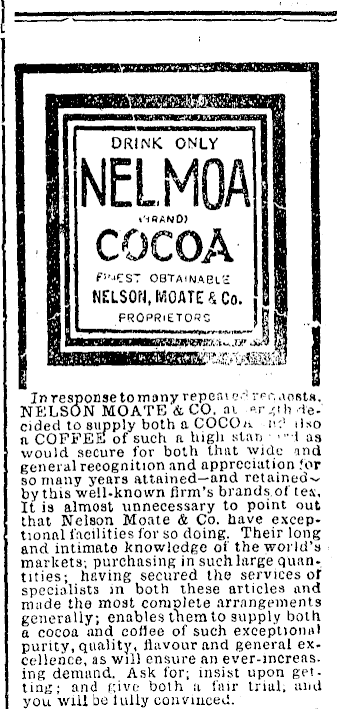 DRINK ONLY
NELMOA
(BRAND)
COCOA
FINEST OBTAINABLE
NELSON, MOATE & Co.
PROPRIETORS
In response to many repeated requests,
NELSON MOATE & CO. at length de-
cided to supply both a COCOA and also
a COFFEE of such a high standard as
would secure for both that wide and
general recognition and appreciation for
so many years attained—and retained—
by this well-known firm's brands of tea.
It is almost unnecessary to point out
that Nelson Moate & Co. have excep-
tional facilities for so doing. Their long
and intimate knowledge of the world's
markets; purchasing in such large quan-
tities; having secured the services of
specialists in both these articles and
made the most complete arrangements
generally; enables them to supply both
a cocoa and coffee of such exceptional
purity, quality, flavour and general ex-
cellence, as will ensure an ever-increas-
ing demand. Ask for; insist upon get-
ting; and give both a fair trial, and
you will be fully convinced.